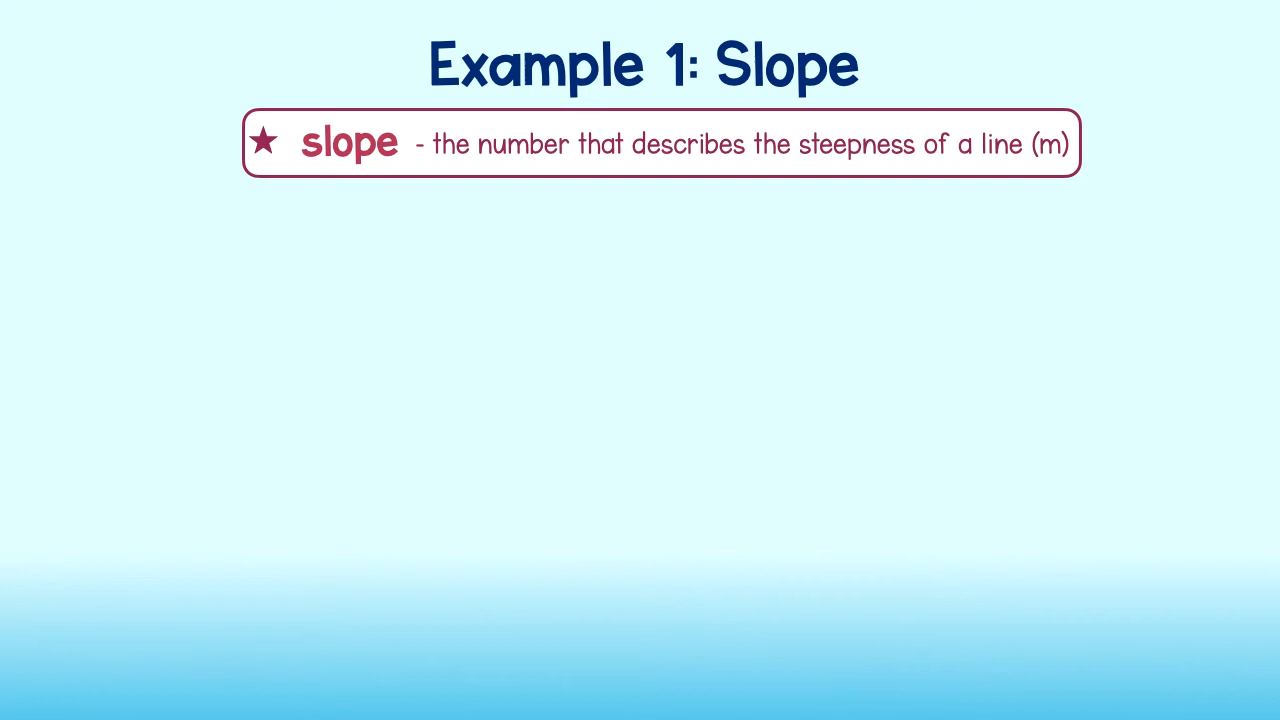 Example 1: Slope
★ slope - the number that describes the steepness of a line (m)